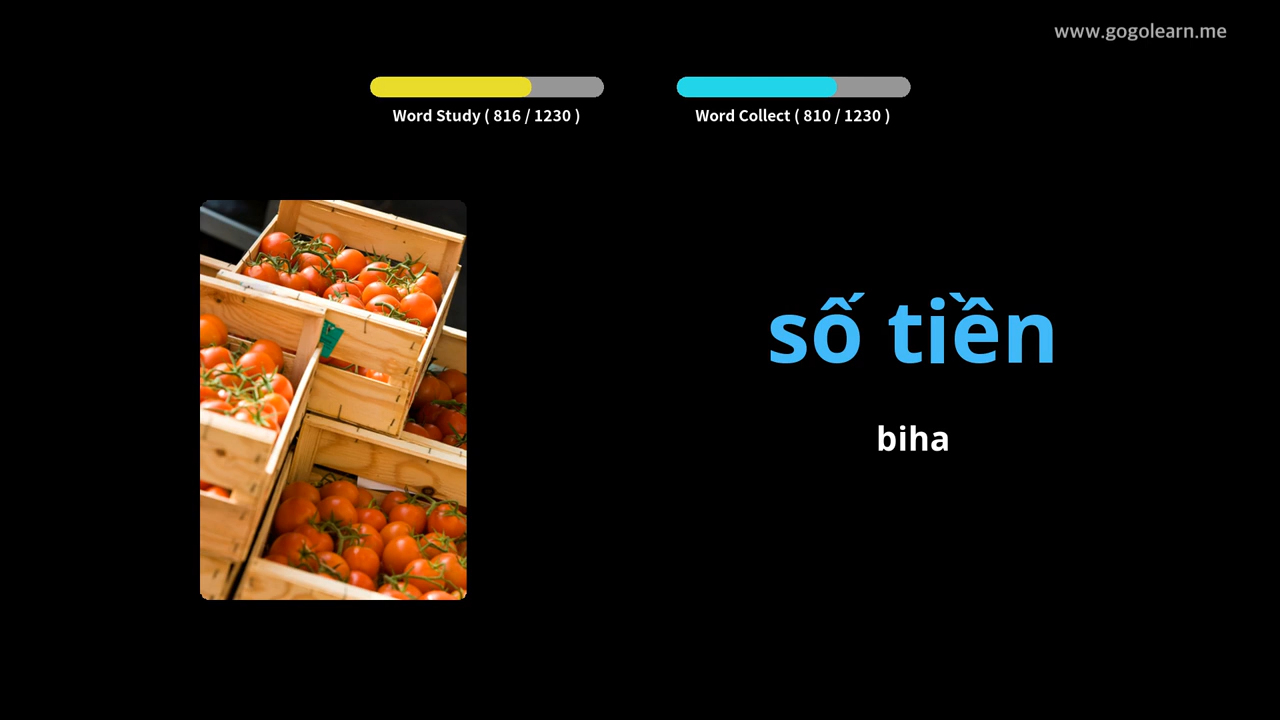 www.gogolearn.me
Word Study ( 816 / 1230 )
Word Collect ( 810 / 1230 )
số tiền
biha